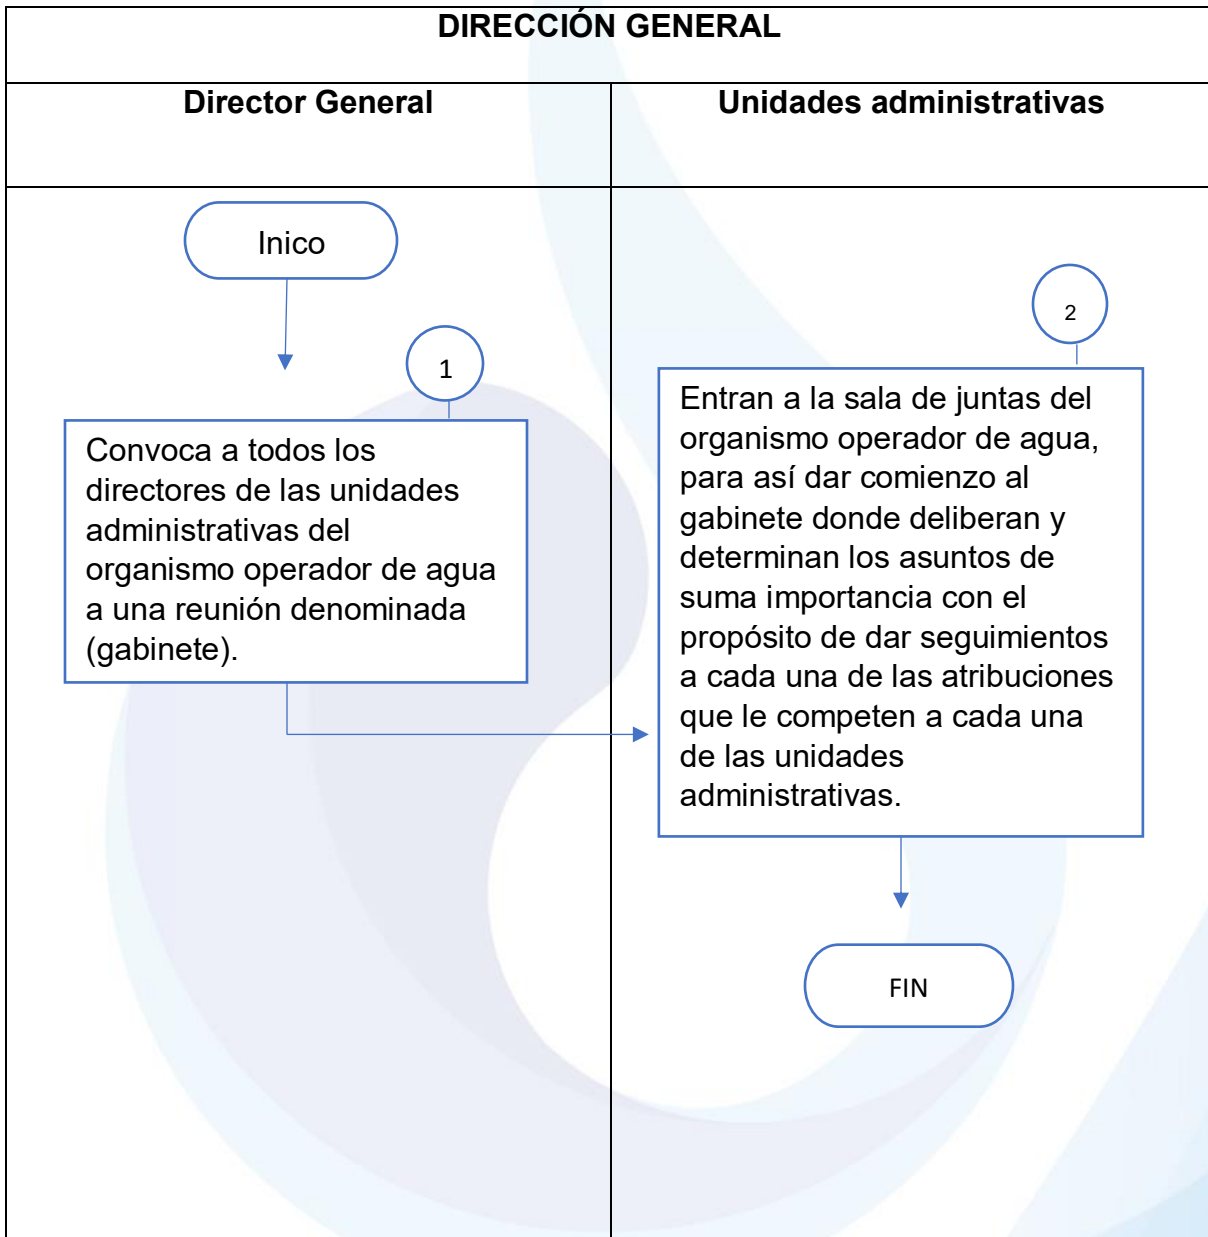 DIRECCIÓN GENERAL
Director General
Unidades administrativas
Inico
1
Convoca a todos los
directores de las unidades
administrativas del
organismo operador de agua
a una reunión denominada
(gabinete).
2
Entran a la sala de juntas del
organismo operador de agua,
para así dar comienzo al
gabinete donde deliberan y
determinan los asuntos de
suma importancia con el
propósito de dar seguimientos
a cada una de las atribuciones
que le competen a cada una
de las unidades
administrativas.
FIN